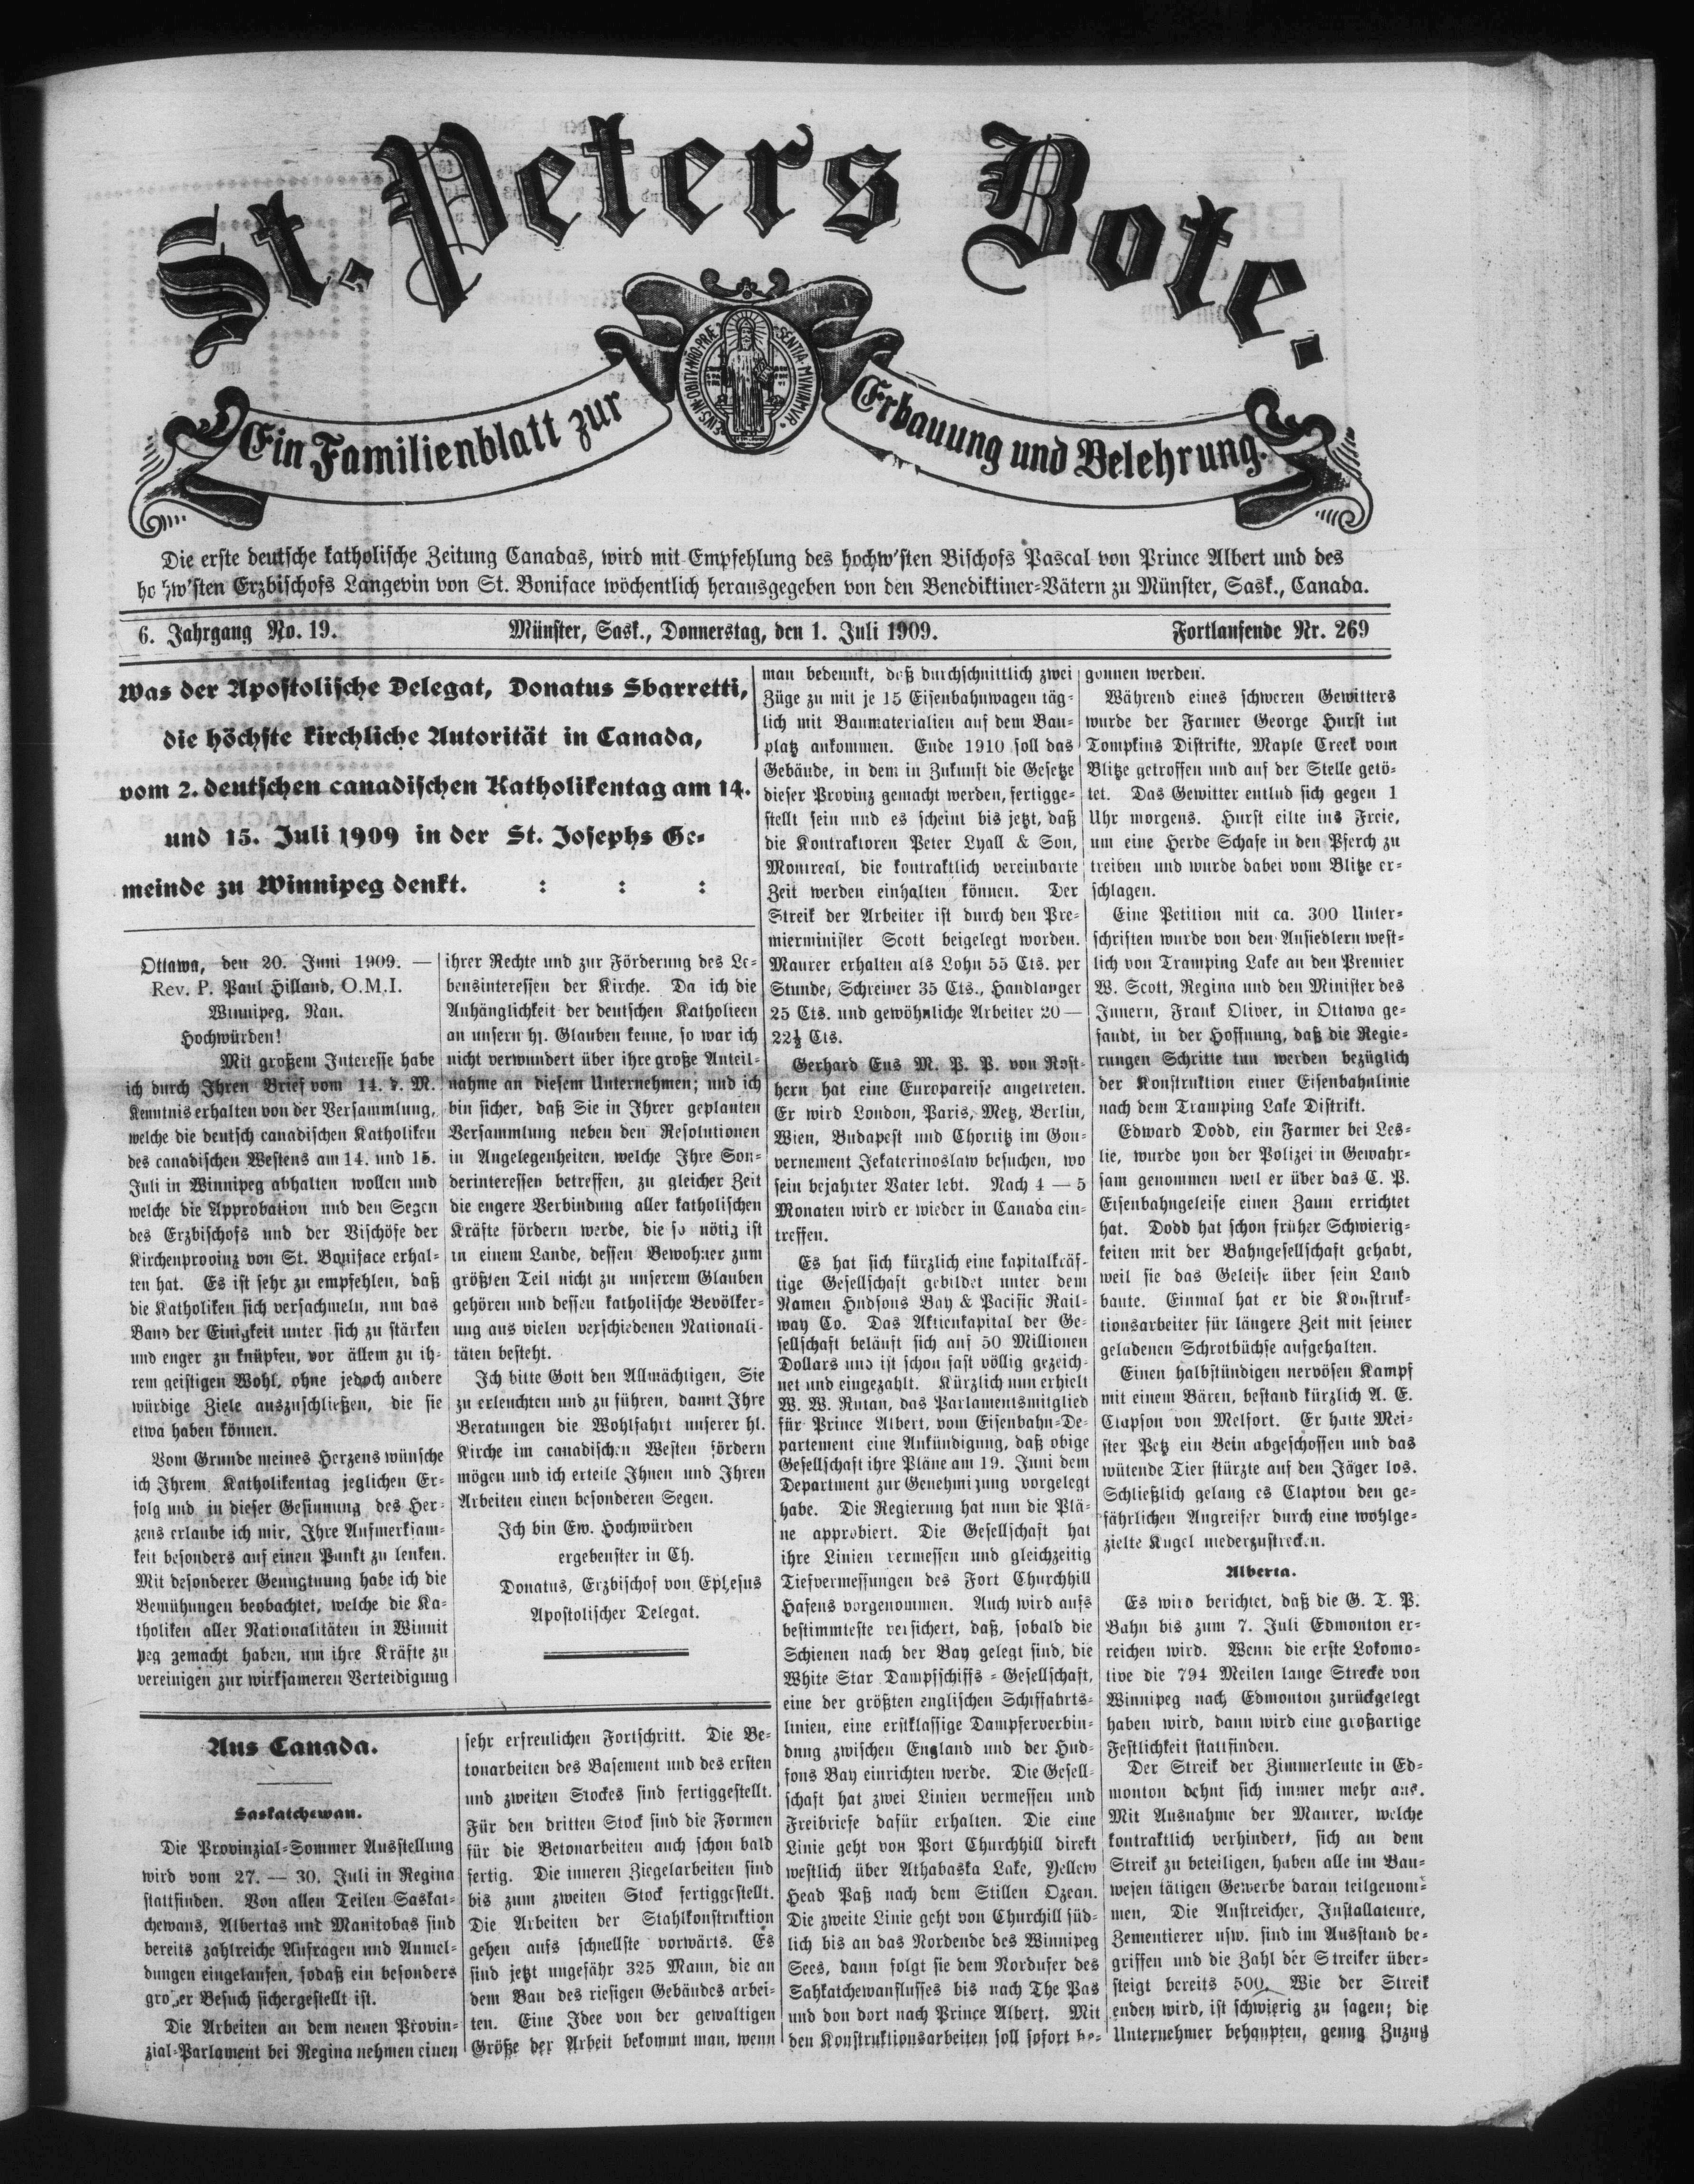 St. Peters Bote.
Ein Familienblatt zur Erbauung und Belehrung.
Die erste deutsche katholische Zeitung Canadas, wird mit Empfehlung des hochw'sten Bischofs Pascal von Prince Albert und des
hochw'sten Erzbischofs Langevin von St. Boniface wöchentlich herausgegeben von den Benediktiner-Vätern zu Münster, Sask., Canada.
6. Jahrgang No. 19. Münster, Sask., Donnerstag, den 1. Juli 1909. Fortlaufende Nr. 269
Was der Apostolische Delegat, Donatus Sbarretti,
die höchste kirchliche Autorität in Canada,
vom 2. deutschen canadischen Katholikentag am 14.
und 15. Juli 1909 in der St. Josephs Ge-
meinde zu Winnipeg denkt. : : :
Ottawa, den 20. Juni 1909. —
Rev. P. Paul Hilland, O.M.I.
Winnipeg, Man.
Hochwürden!
Mit großem Interesse habe
ich durch Ihren Brief vom 14. d. M.
Kenntnis erhalten von der Versammlung,
welche die deutsch canadischen Katholiken
des canadischen Westens am 14. und 15.
Juli in Winnipeg abhalten wollen und
welche die Approbation und den Segen
des Erzbischofs und der Bischöfe der
Kirchenprovinz von St. Boniface erhal-
ten hat. Es ist sehr zu empfehlen, daß
die Katholiken sich versachmeln, um das
Band der Einigkeit unter sich zu stärken
und enger zu knüpfen, vor allem zu ih-
rem geistigen Wohl, ohne jedoch andere
würdige Ziele auszuschließen, die sie
etwa haben können.
Vom Grunde meines Herzens wünsche
ich Ihrem Katholikentag jeglichen Er-
folg und in dieser Gesinnung des Her-
zens erlaube ich mir, Ihre Aufmerksam-
keit besonders auf einen Punkt zu lenken.
Mit besonderer Genugtuung habe ich die
Bemühungen beobachtet, welche die Ka-
tholiken aller Nationalitäten in Winnit
peg gemacht haben, um ihre Kräfte zu
vereinigen zur wirksameren Verteidigung
ihrer Rechte und zur Förderung des Le-
bensinteressen der Kirche. Da ich die
Anhänglichkeit der deutschen Katholicen
an unsern hl. Glauben kenne, so war ich
nicht verwundert über ihre große Anteil-
nahme an diesem Unternehmen; und ich
bin sicher, daß Sie in Ihrer geplanten
Versammlung neben den Resolutionen
in Angelegenheiten, welche Ihre Son-
derinteressen betreffen, zu gleicher Zeit
die engere Verbindung aller katholischen
Kräfte fördern werde, die so nötig ist
in einem Lande, dessen Bewohner zum
größten Teil nicht zu unserem Glauben
gehören und dessen katholische Bevölker-
ung aus vielen verschiedenen Nationali-
täten besteht.
Ich bitte Gott den Allmächtigen, Sie
zu erleuchten und zu führen, damit Ihre
Beratungen die Wohlfahrt unserer hl.
Kirche im canadischen Westen fördern
mögen und ich erteile Ihnen und Ihren
Arbeiten einen besonderen Segen.
Ich bin Ew. Hochwürden
ergebenster in Ch.
Donatus, Erzbischof von Ephesus
Apostolischer Delegat.
Aus Canada.
Saskatchewan.
Die Provinzial-Sommer Ausstellung
wird vom 27. — 30. Juli in Regina
stattfinden. Von allen Teilen Saskat-
chewans, Albertas und Manitobas sind
bereits zahlreiche Anfragen und Anmel-
dungen eingelaufen, sodaß ein besonders
großer Besuch sichergestellt ist.
Die Arbeiten an dem neuen Provin-
zial-Parlament bei Regina nehmen einen
sehr erfreulichen Fortschritt. Die Be-
tonarbeiten des Basement und des ersten
und zweiten Stockes sind fertiggestellt.
Für den dritten Stock sind die Formen
für die Betonarbeiten auch schon bald
fertig. Die inneren Ziegelarbeiten sind
bis zum zweiten Stock fertiggestellt.
Die Arbeiten der Stahlkonstruktion
gehen aufs schnellste vorwärts. Es
sind jetzt ungefähr 325 Mann, die an
dem Bau des riesigen Gebäudes arbei-
ten. Eine Idee von der gewaltigen
Größe der Arbeit bekommt man, wenn
man bedenkt, daß durchschnittlich zwei
Züge zu mit je 15 Eisenbahnwagen täg-
lich mit Baumaterialien auf dem Bau-
platz ankommen. Ende 1910 soll das
Gebäude, in dem in Zukunft die Gesetze
dieser Provinz gemacht werden, fertigge-
stellt sein und es scheint bis jetzt, daß
die Kontraktoren Peter Lyall & Son,
Montreal, die kontraktlich vereinbarte
Zeit werden einhalten können. Der
Streik der Arbeiter ist durch den Pre-
mierminister Scott beigelegt worden.
Maurer erhalten als Lohn 55 Cts. per
Stunde, Schreiner 35 Cts., Handlanger
25 Cts. und gewöhnliche Arbeiter 20 —
22½ Cts.
Gerhard Ens M. P. P. von Rost-
hern hat eine Europareise angetreten.
Er wird London, Paris, Metz, Berlin,
Wien, Budapest und Chortitz im Gou-
vernement Jekaterinoslaw besuchen, wo
sein bejahrter Vater lebt. Nach 4 — 5
Monaten wird er wieder in Canada ein-
treffen.
Es hat sich kürzlich eine kapitalkräf-
tige Gesellschaft gebildet unter dem
Namen Hudsons Bay & Pacific Rail-
way Co. Das Aktienkapital der Ge-
sellschaft beläuft sich auf 50 Millionen
Dollars und ist schon fast völlig gezeich-
net und eingezahlt. Kürzlich nun erhielt
W. W. Rutan, das Parlamentsmitglied
für Prince Albert, vom Eisenbahn-De-
partement eine Ankündigung, daß obige
Gesellschaft ihre Pläne am 19. Juni dem
Department zur Genehmigung vorgelegt
habe. Die Regierung hat nun die Plä-
ne approbiert. Die Gesellschaft hat
ihre Linien vermessen und gleichzeitig
Tiefvermessungen des Fort Churchhill
Hafens vorgenommen. Auch wird aufs
bestimmteste versichert, daß, sobald die
Schienen nach der Bay gelegt sind, die
White Star Dampfschiffs - Gesellschaft,
eine der größten englischen Schiffahrts-
linien, eine erstklassige Dampferverbin-
dung zwischen England und der Hud-
sons Bay einrichten werde. Die Gesell-
schaft hat zwei Linien vermessen und
Freibriefe dafür erhalten. Die eine
Linie geht von Port Churchhill direkt
westlich über Athabaska Lake, Yellow
Head Paß nach dem Stillen Ozean.
Die zweite Linie geht von Churchill süd-
lich bis an das Nordende des Winnipeg
Sees, dann folgt sie dem Nordufer des
Sahkatchewanflusses bis nach The Pas
und von dort nach Prince Albert. Mit
den Konstruktionsarbeiten soll sofort be-
gonnen werden.
Während eines schweren Gewitters
wurde der Farmer George Hurst im
Tompkins Distrikte, Maple Creek vom
Blitze getroffen und auf der Stelle getö-
tet. Das Gewitter entlud sich gegen 1
Uhr morgens. Hurst eilte ins Freie,
um eine Herde Schafe in den Pferch zu
treiben und wurde dabei vom Blitze er-
schlagen.
Eine Petition mit ca. 300 Unter-
schriften wurde von den Ansiedlern west-
lich von Tramping Lake an den Premier
W. Scott, Regina und den Minister des
Innern, Frank Oliver, in Ottawa ge-
sandt, in der Hoffnung, daß die Regie-
rungen Schritte tun werden bezüglich
der Konstruktion einer Eisenbahnlinie
nach dem Tramping Lake Distrikt.
Edward Dodd, ein Farmer bei Les-
lie, wurde von der Polizei in Gewahr-
sam genommen weil er über das C. P.
Eisenbahngeleise einen Zaun errichtet
hat. Dodd hat schon früher Schwierig-
keiten mit der Bahngesellschaft gehabt,
weil sie das Geleise über sein Land
baute. Einmal hat er die Konstruk-
tionsarbeiter für längere Zeit mit seiner
geladenen Schrotbüchse aufgehalten.
Einen halbstündigen nervösen Kampf
mit einem Bären, bestand kürzlich A. E.
Clapson von Melfort. Er hatte Mei-
ster Petz ein Bein abgeschossen und das
wütende Tier stürzte auf den Jäger los.
Schließlich gelang es Clapton den ge-
fährlichen Angreifer durch eine wohlge-
zielte Kugel niederzustrecken.
Alberta.
Es wird berichtet, daß die G. T. P.
Bahn bis zum 7. Juli Edmonton er-
reichen wird. Wenn die erste Lokomo-
tive die 794 Meilen lange Strecke von
Winnipeg nach Edmonton zurückgelegt
haben wird, dann wird eine großartige
Festlichkeit stattfinden.
Der Streik der Zimmerleute in Ed-
monton dehnt sich immer mehr aus.
Mit Ausnahme der Maurer, welche
kontraktlich verhindert, sich an dem
Streik zu beteiligen, haben alle im Bau-
wesen tätigen Gewerbe daran teilgenom-
men. Die Anstreicher, Installateure,
Zementierer usw. sind im Ausstand be-
griffen und die Zahl der Streiker über-
steigt bereits 500. Wie der Streik
enden wird, ist schwierig zu sagen; die
Unternehmer behaupten, genug Zuzug